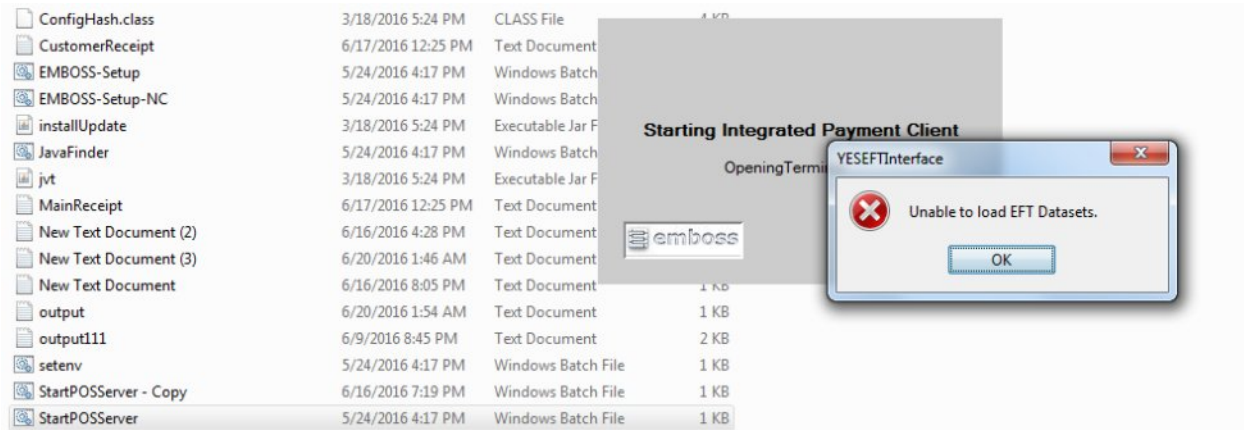 ConfigHash.class 3/18/2016 5:24 PM CLASS File 4 KB
CustomerReceipt 6/17/2016 12:25 PM Text Document
EMBOSS-Setup 5/24/2016 4:17 PM Windows Batch
EMBOSS-Setup-NC 5/24/2016 4:17 PM Windows Batch
installUpdate 3/18/2016 5:24 PM Executable Jar F
JavaFinder 5/24/2016 4:17 PM Windows Batch
jvt 3/18/2016 5:24 PM Executable Jar F
MainReceipt 6/17/2016 12:25 PM Text Document
New Text Document (2) 6/16/2016 4:28 PM Text Document
New Text Document (3) 6/20/2016 1:46 AM Text Document
New Text Document 6/16/2016 8:05 PM Text Document 1 KB
output 6/20/2016 1:54 AM Text Document 1 KB
output111 6/9/2016 8:45 PM Text Document 2 KB
setenv 5/24/2016 4:17 PM Windows Batch File 1 KB
StartPOSServer - Copy 6/16/2016 7:19 PM Windows Batch File 1 KB
StartPOSServer 5/24/2016 4:17 PM Windows Batch File 1 KB
Starting Integrated Payment Client
OpeningTermi
emboss
YESEFTInterface
Unable to load EFT Datasets.
OK